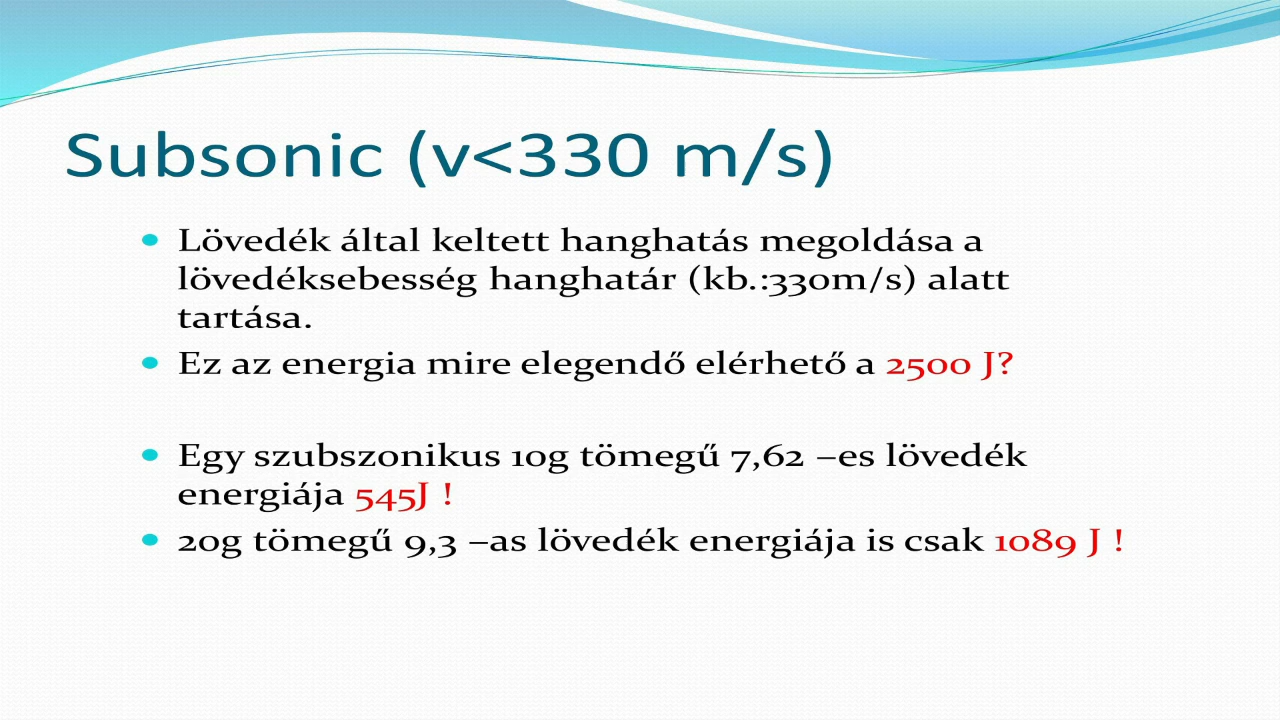 Subsonic (v<330 m/s)
Lövedék által keltett hanghatás megoldása a
lövedéksebesség hanghatár (kb.:330m/s) alatt
tartása.
Ez az energia mire elegendő elérhető a 2500 J?
Egy szubszonikus 10g tömegű 7,62 –es lövedék
energiája 545J !
20g tömegű 9,3 –as lövedék energiája is csak 1089 J !